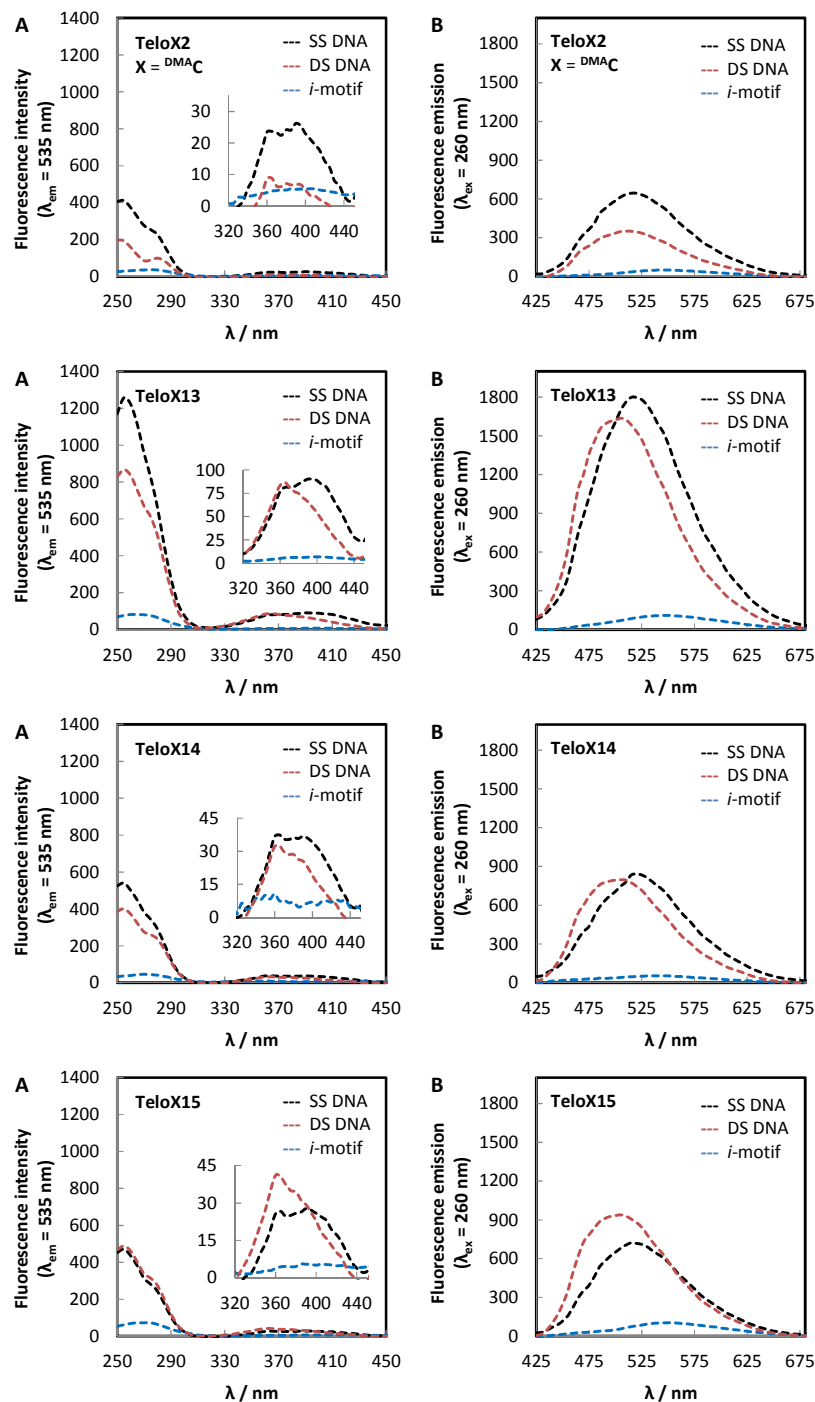 A
TeloX2
X = DMAC
SS DNA
DS DNA
i-motif
Fluorescence intensity
(λem = 535 nm)
1400
1200
1000
800
600
400
200
0
250 290 330 370 410 450
λ / nm
30
20
10
0
320 360 400 440
B
TeloX2
X = DMAC
SS DNA
DS DNA
i-motif
Fluorescence emission
(λex = 260 nm)
1800
1500
1200
900
600
300
0
425 475 525 575 625 675
λ / nm
A
TeloX13
SS DNA
DS DNA
i-motif
Fluorescence intensity
(λem = 535 nm)
1400
1200
1000
800
600
400
200
0
250 290 330 370 410 450
λ / nm
100
75
50
25
0
320 360 400 440
B
TeloX13
SS DNA
DS DNA
i-motif
Fluorescence emission
(λex = 260 nm)
1800
1500
1200
900
600
300
0
425 475 525 575 625 675
λ / nm
A
TeloX14
SS DNA
DS DNA
i-motif
Fluorescence intensity
(λem = 535 nm)
1400
1200
1000
800
600
400
200
0
250 290 330 370 410 450
λ / nm
45
30
15
0
320 360 400 440
B
TeloX14
SS DNA
DS DNA
i-motif
Fluorescence emission
(λex = 260 nm)
1800
1500
1200
900
600
300
0
425 475 525 575 625 675
λ / nm
A
TeloX15
SS DNA
DS DNA
i-motif
Fluorescence intensity
(λem = 535 nm)
1400
1200
1000
800
600
400
200
0
250 290 330 370 410 450
λ / nm
45
30
15
0
320 360 400 440
B
TeloX15
SS DNA
DS DNA
i-motif
Fluorescence emission
(λex = 260 nm)
1800
1500
1200
900
600
300
0
425 475 525 575 625 675
λ / nm